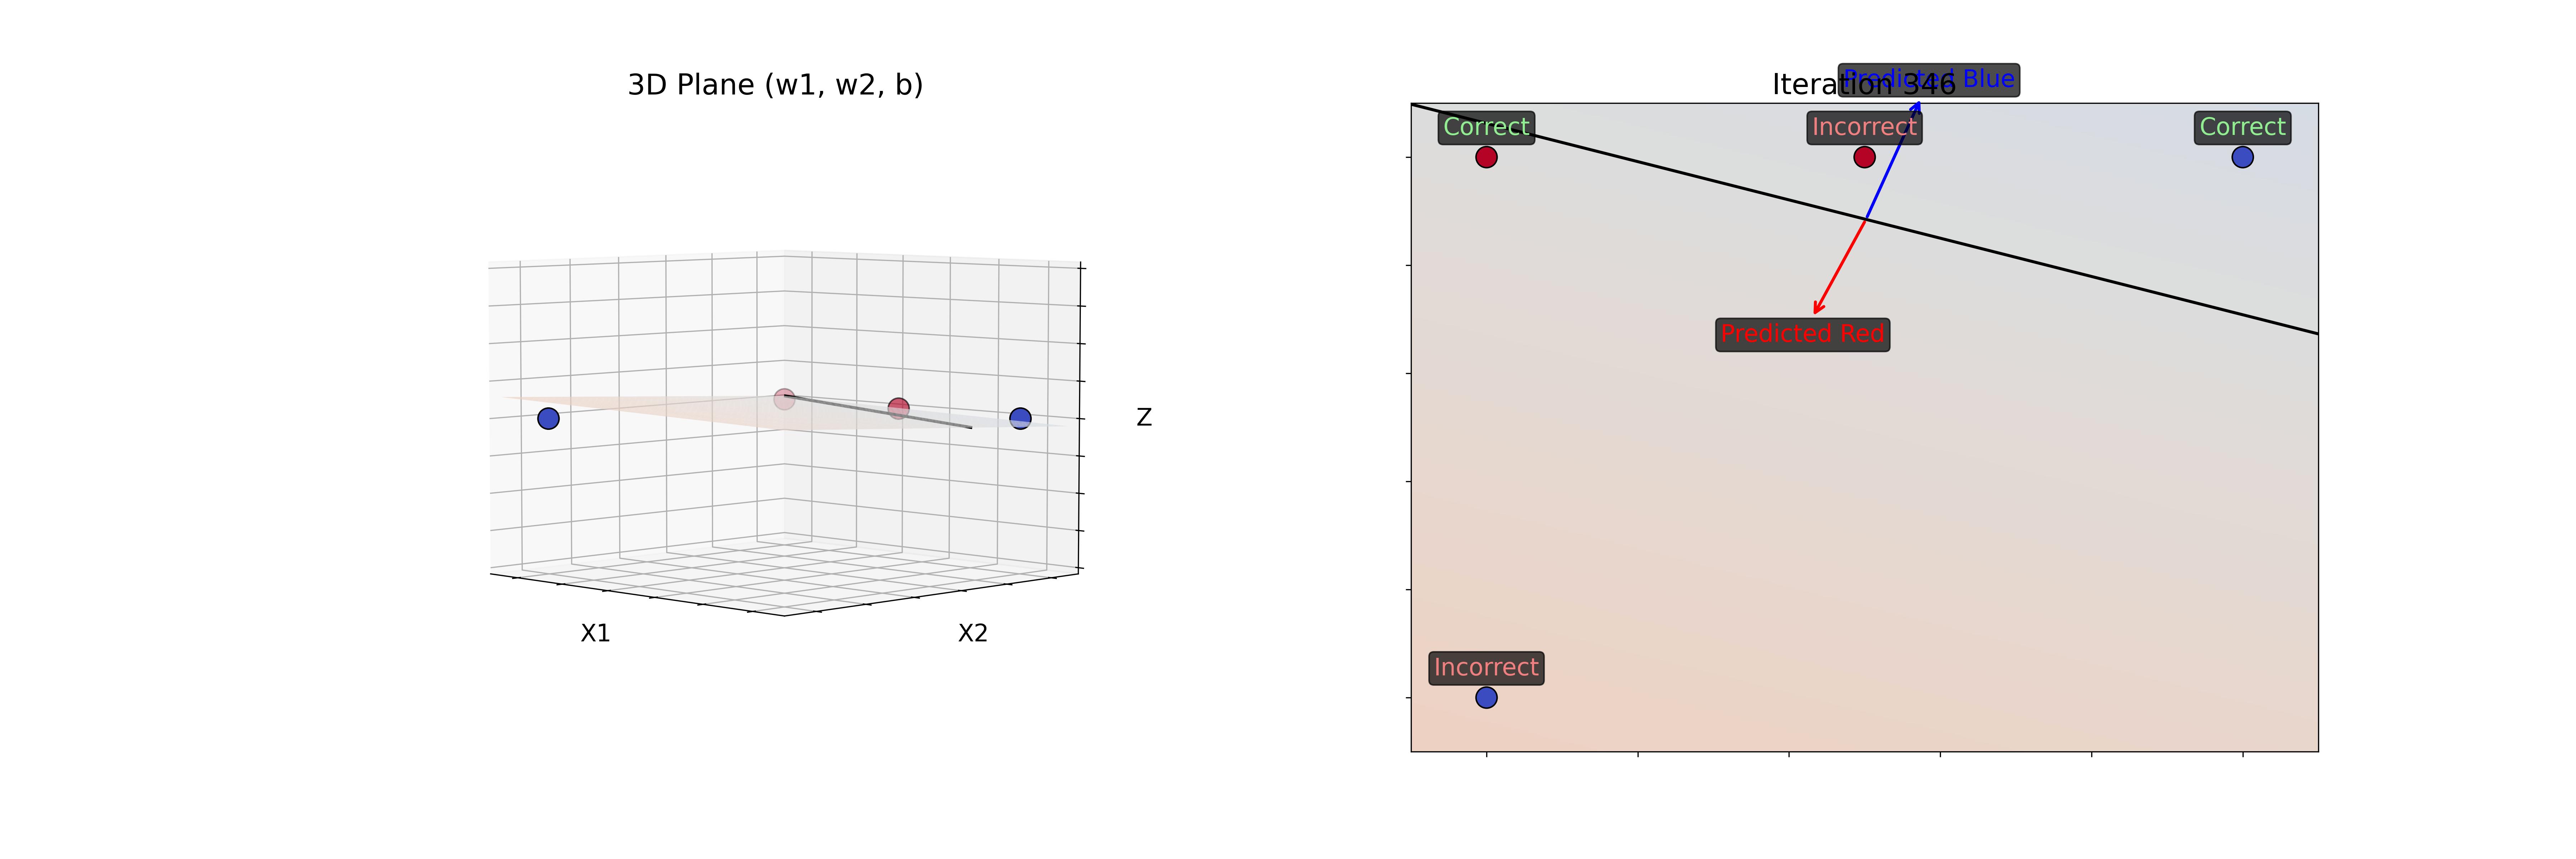 3D Plane (w1, w2, b)
Z
X1
X2
Iteration 346
Predicted Blue
Correct
Incorrect
Correct
Predicted Red
Incorrect